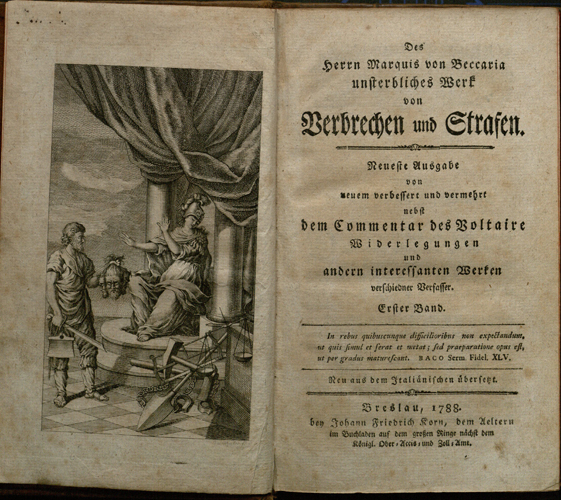 Des
Herrn Marquis von Beccaria
unsterbliches Werk
von
Verbrechen und Strafen.
Neueste Ausgabe
von
neuem verbessert und vermehrt
nebst
dem Commentar des Voltaire
Widerlegungen
und
andern interessanten Werken
verschiedner Verfasser.
Erster Band.
In rebus quibuscunque difficilioribus non expectandum,
ut quis simul et serat et metat; sed praeparatione opus est,
ut per gradus maturescant. BACO Serm Fidel. XLV.
Neu aus dem Italiänischen übersetzt.
Breslau, 1788.
bey Johann Friedrich Korn, dem Aeltern
im Buchladen auf dem großen Ringe nächst dem
Königl. Ober-Accis- und Zoll-Amt.